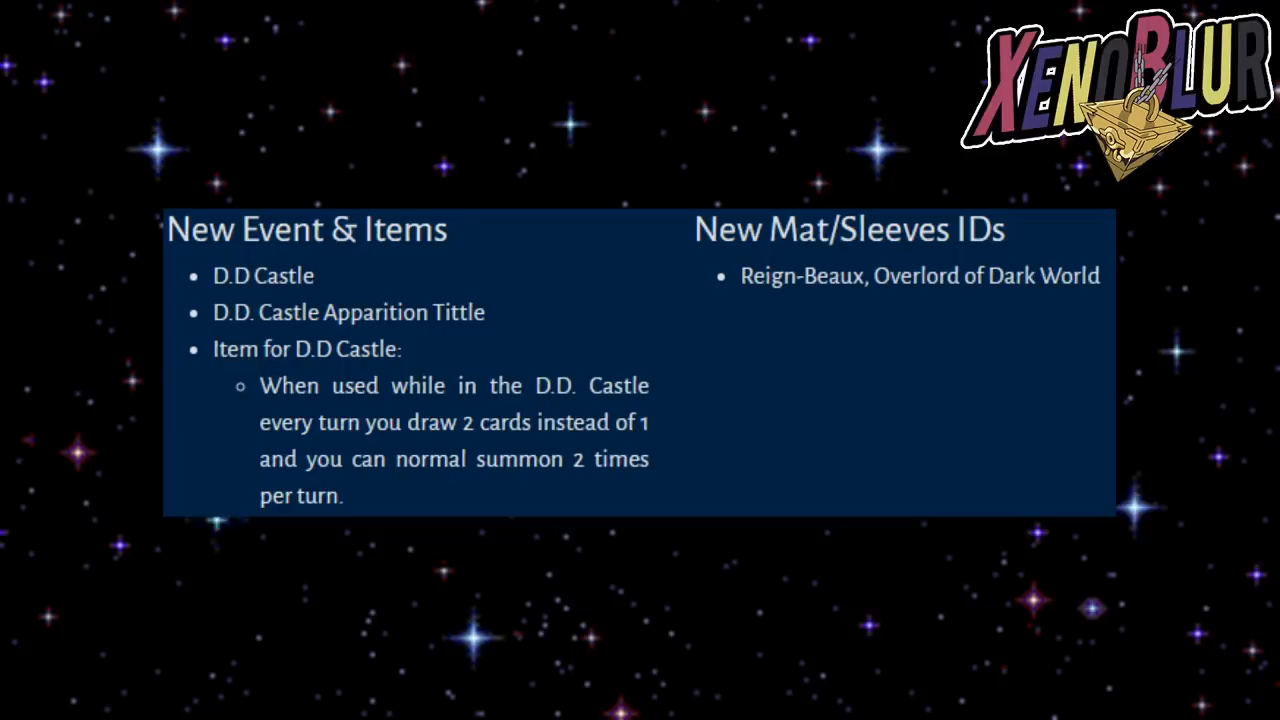 XENOBLUR
New Event & Items
• D.D Castle
• D.D. Castle Apparition Tittle
• Item for D.D Castle:
○ When used while in the D.D. Castle
every turn you draw 2 cards instead of 1
and you can normal summon 2 times
per turn.
New Mat/Sleeves IDs
• Reign-Beaux, Overlord of Dark World